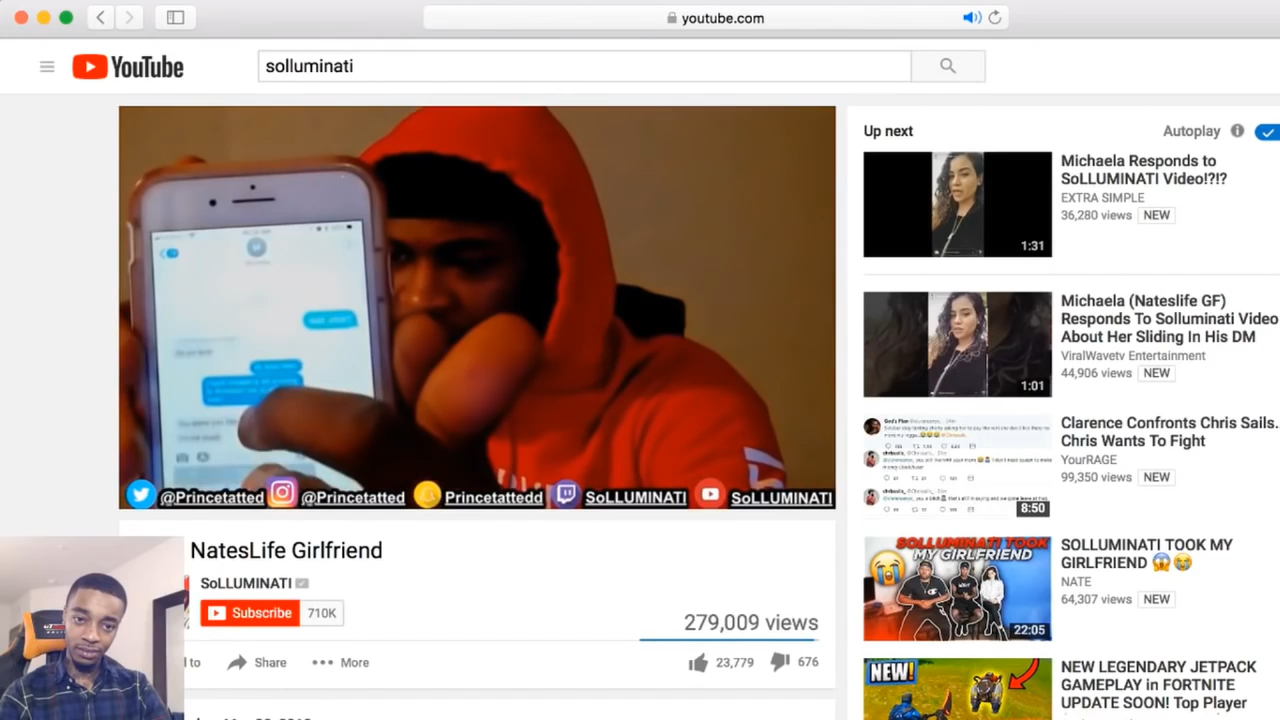 youtube.com
YouTube
solluminati
@Princetatted
@Princetatted
Princetattedd
SoLLUMINATI
SoLLUMINATI
NatesLife Girlfriend
SoLLUMINATI
Subscribe
710K
279,009 views
Share
More
23,779
676
Up next
Autoplay
Michaela Responds to
SoLLUMINATI Video!?!?
EXTRA SIMPLE
36,280 views
NEW
1:31
Michaela (Nateslife GF)
Responds To Solluminati Video
About Her Sliding In His DM
ViralWavetv Entertainment
44,906 views
NEW
1:01
Clarence Confronts Chris Sails.
Chris Wants To Fight
YourRAGE
99,350 views
NEW
8:50
SOLLUMINATI TOOK
MY GIRLFRIEND
22:05
SOLLUMINATI TOOK MY
GIRLFRIEND 😱😭
NATE
64,307 views
NEW
NEW!
NEW LEGENDARY JETPACK
GAMEPLAY in FORTNITE
UPDATE SOON! Top Player